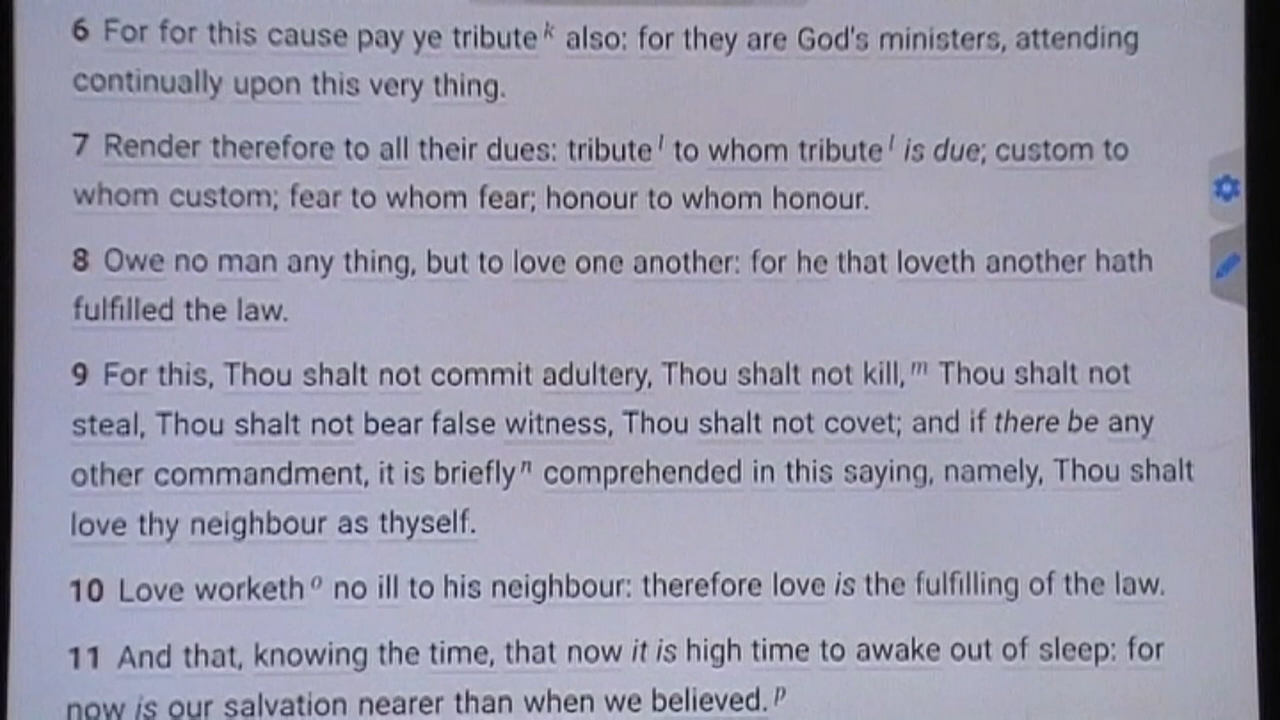 6 For for this cause pay ye tribute k also: for they are God's ministers, attending
continually upon this very thing.
7 Render therefore to all their dues: tribute l to whom tribute l is due; custom to
whom custom; fear to whom fear; honour to whom honour.
8 Owe no man any thing, but to love one another: for he that loveth another hath
fulfilled the law.
9 For this, Thou shalt not commit adultery, Thou shalt not kill, m Thou shalt not
steal, Thou shalt not bear false witness, Thou shalt not covet; and if there be any
other commandment, it is briefly n comprehended in this saying, namely, Thou shalt
love thy neighbour as thyself.
10 Love worketh o no ill to his neighbour: therefore love is the fulfilling of the law.
11 And that, knowing the time, that now it is high time to awake out of sleep: for
now is our salvation nearer than when we believed. p